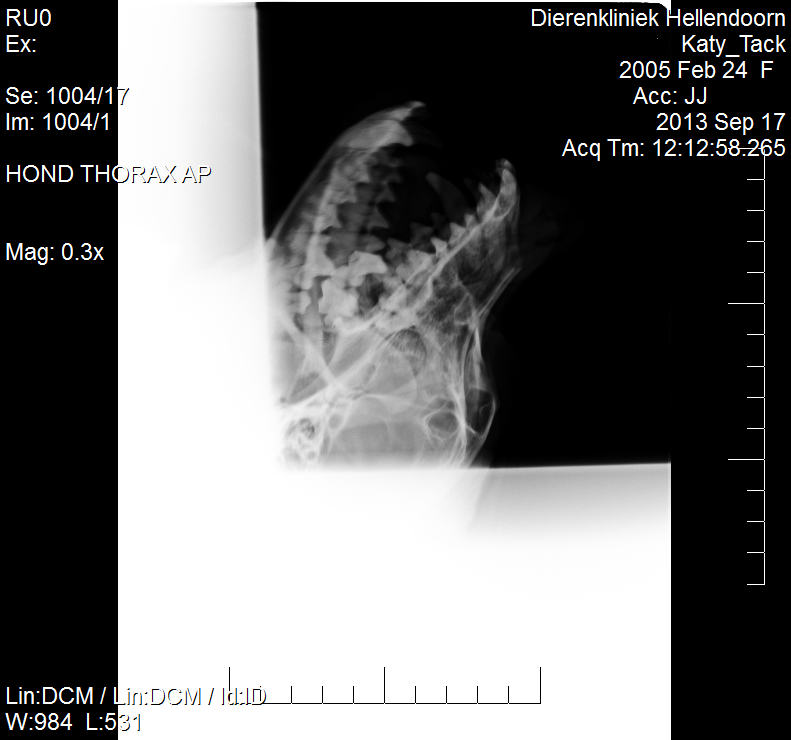 RU0
Ex:
Se: 1004/17
Im: 1004/1
HOND THORAX AP
Mag: 0.3x
Dierenkliniek Hellendoorn
Katy_Tack
2005 Feb 24 F
Acc: JJ
2013 Sep 17
Acq Tm: 12:12:58.265
Lin:DCM / Lin:DCM / Id:ID
W:984 L:531